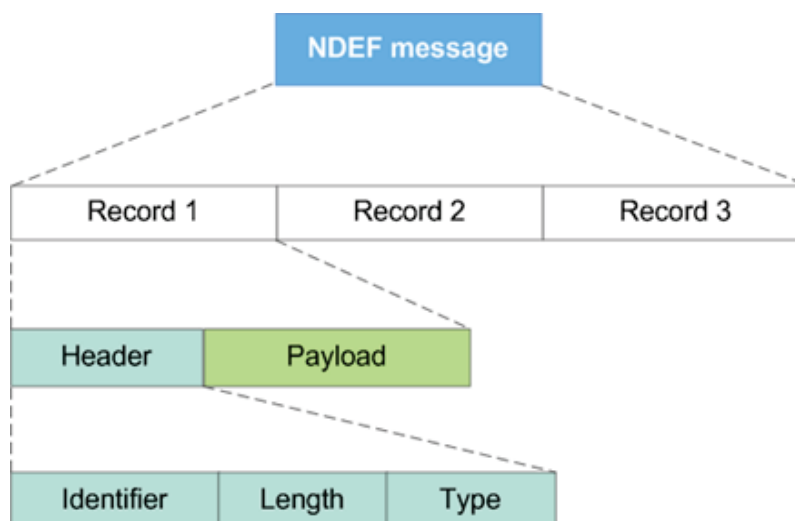 NDEF message
Record 1 Record 2 Record 3
Header Payload
Identifier Length Type